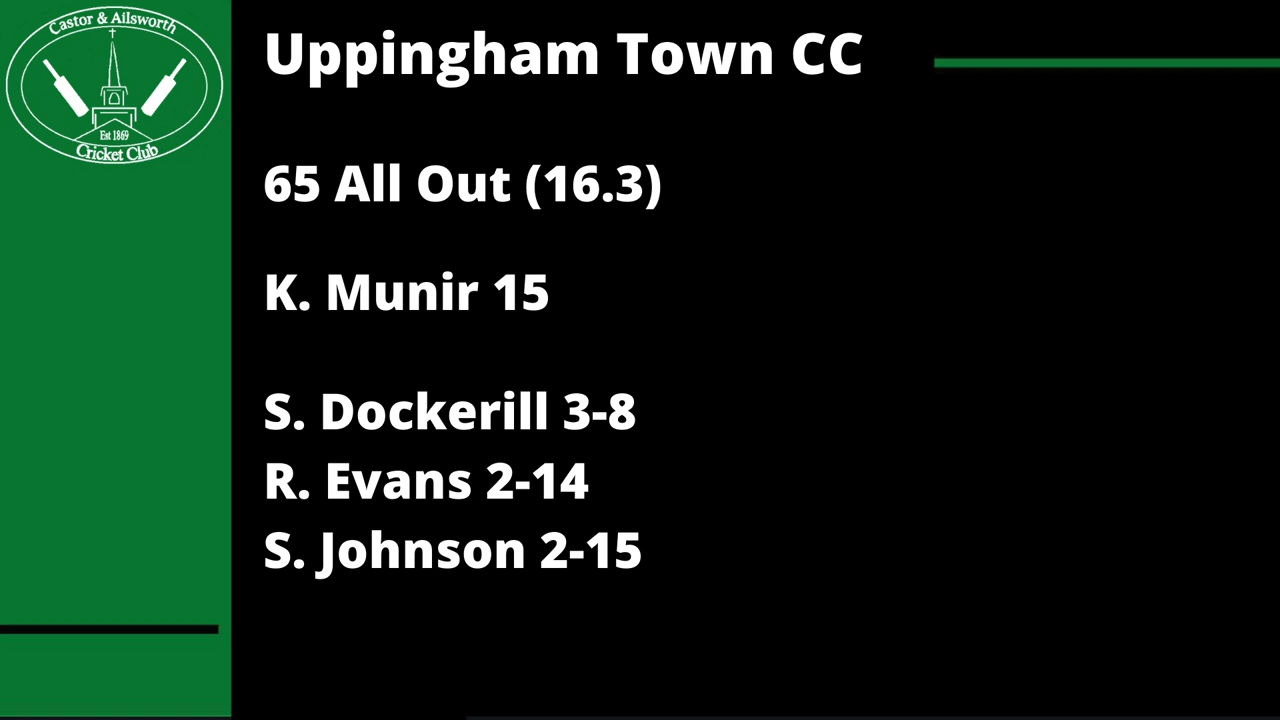 Castor & Ailsworth
Est 1869
Cricket Club
Uppingham Town CC
65 All Out (16.3)
K. Munir 15
S. Dockerill 3-8
R. Evans 2-14
S. Johnson 2-15